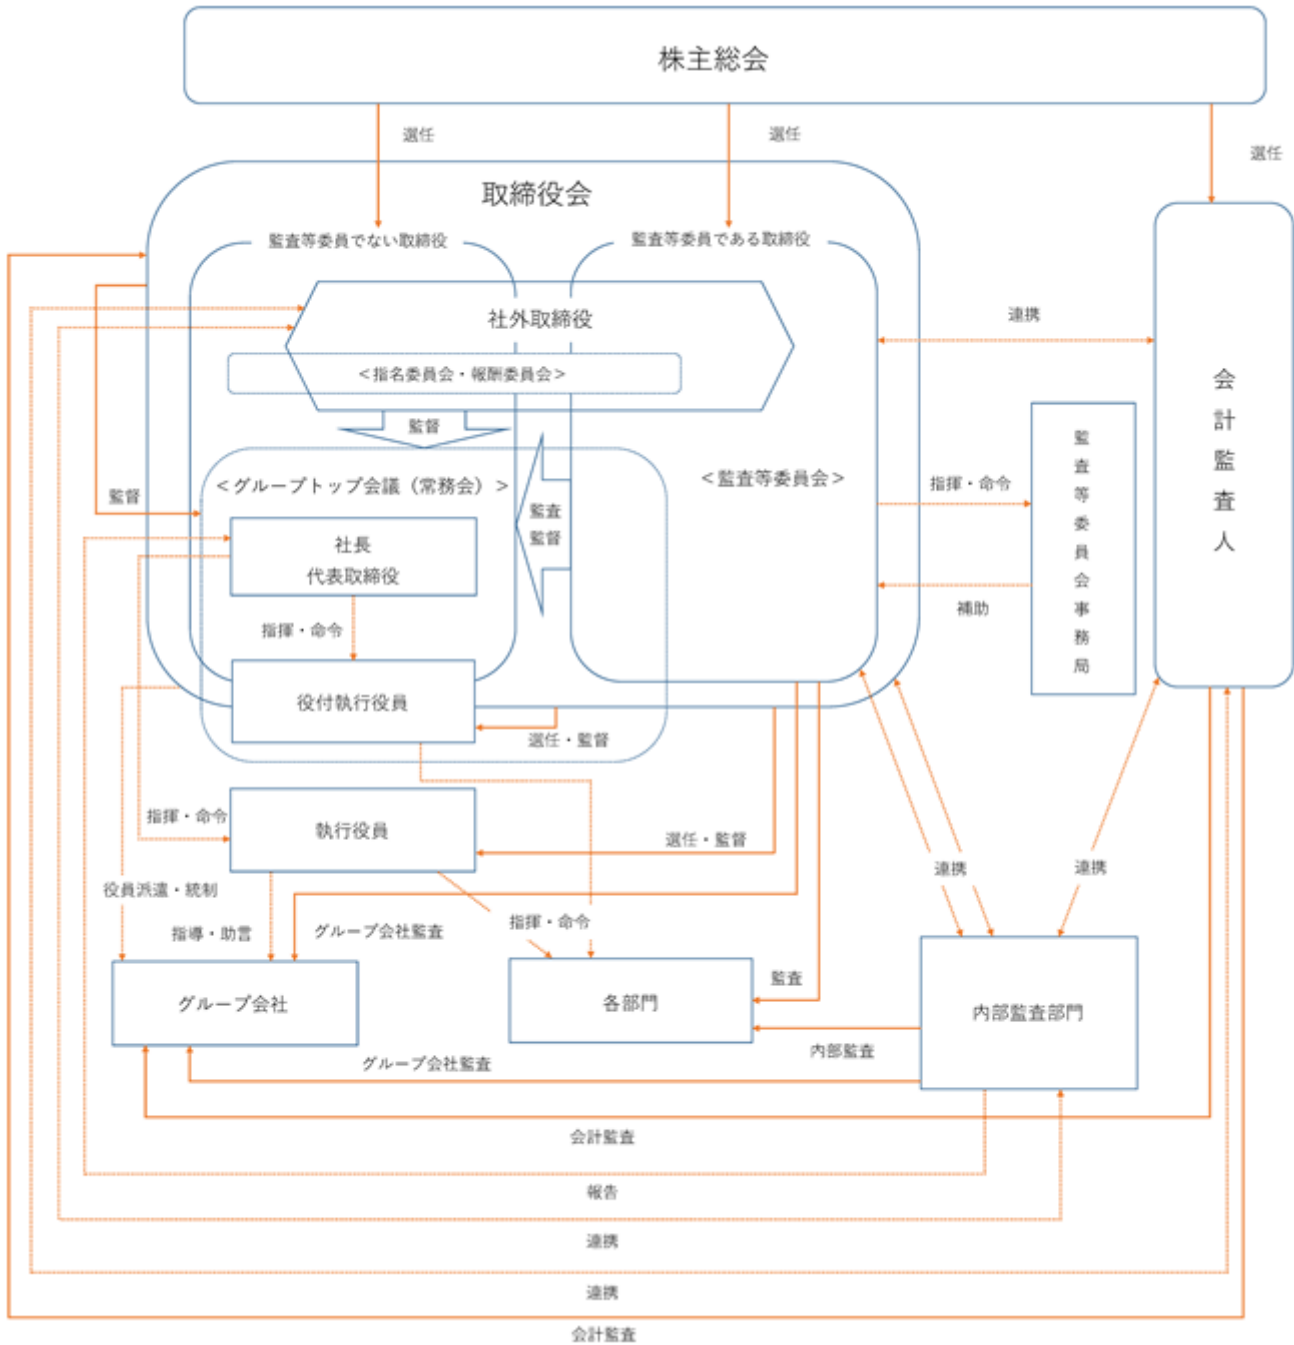 株主総会
選任
選任
選任
取締役会
監査等委員でない取締役
監査等委員である取締役
社外取締役
<指名委員会・報酬委員会>
監督
連携
会計監査人
監査等委員会事務局
<グループトップ会議(常務会)>
<監査等委員会>
指揮・命令
監督
監査
監督
社長
代表取締役
補助
指揮・命令
役付執行役員
選任・監督
指揮・命令
執行役員
選任・監督
連携
連携
役員派遣・統制
指導・助言
グループ会社監査
指揮・命令
監査
グループ会社
各部門
内部監査部門
内部監査
グループ会社監査
会計監査
報告
連携
連携
会計監査